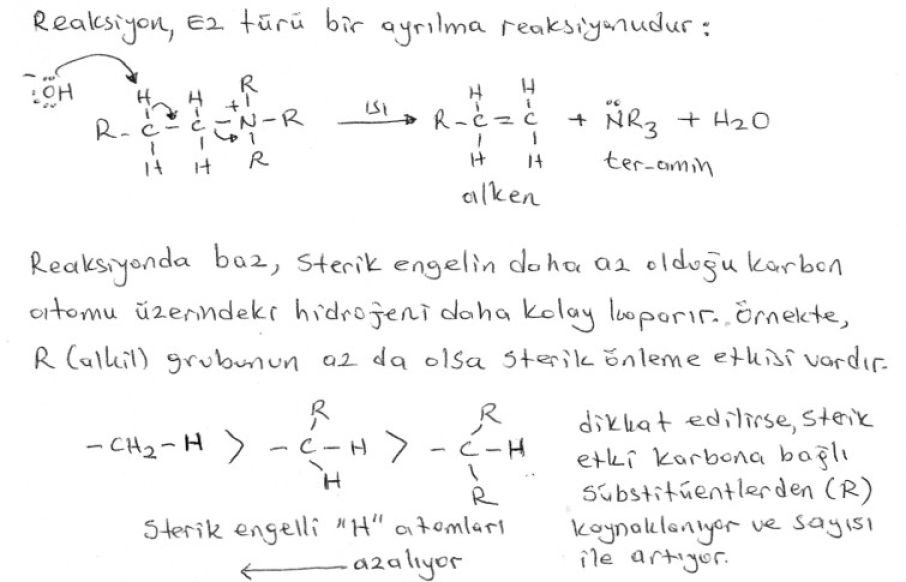 Reaksiyon, E2 türü bir ayrılma reaksiyonudur:
R H H
:ÖH H H + R H H
R-C-C-N-R ısı R-C=C + N̈R3 + H2O
H H R H H ter-amin
alken
Reaksiyonda baz, sterik engelin daha az olduğu karbon
atomu üzerindeki hidrojeni daha kolay koparır. Örnekte,
R (alkil) grubunun az da olsa sterik önleme etkisi vardır.
R R
-CH2-H > -C-H > -C-H
H R
sterik engelli "H" atomları
azalıyor
dikkat edilirse, sterik
etki karbona bağlı
sübstitüentlerden (R)
kaynaklanıyor ve sayısı
ile artıyor.